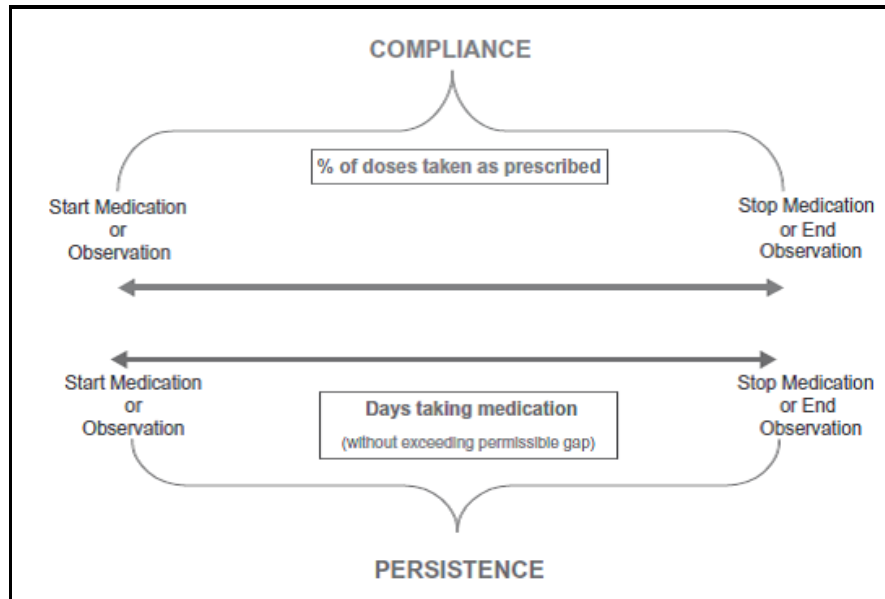 COMPLIANCE
% of doses taken as prescribed
Start Medication
or
Observation
Stop Medication
or End
Observation
Start Medication
or
Observation
Days taking medication
(without exceeding permissible gap)
Stop Medication
or End
Observation
PERSISTENCE